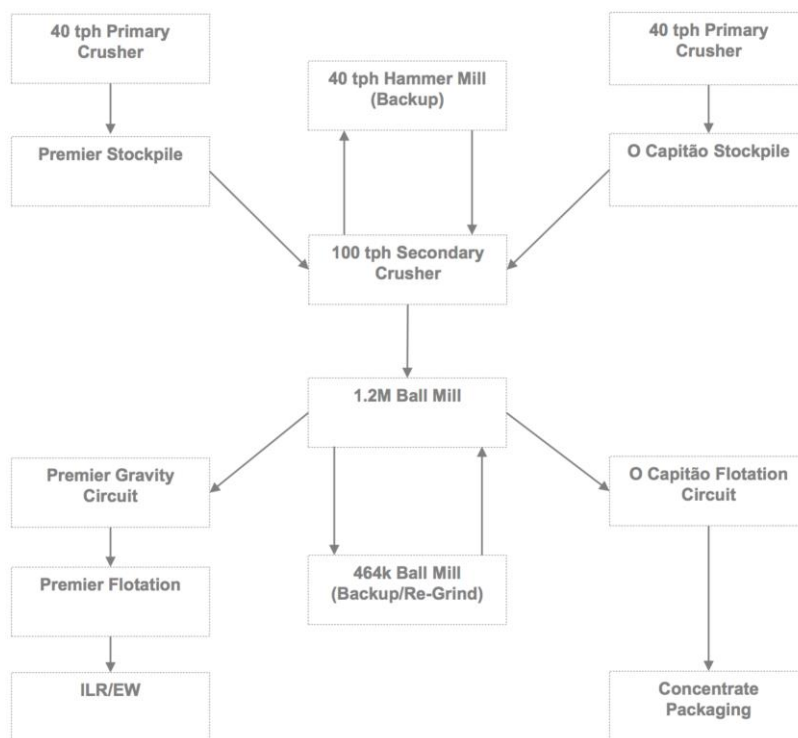 40 tph Primary
Crusher
40 tph Hammer Mill
(Backup)
40 tph Primary
Crusher
Premier Stockpile
O Capitão Stockpile
100 tph Secondary
Crusher
1.2M Ball Mill
Premier Gravity
Circuit
O Capitão Flotation
Circuit
464k Ball Mill
(Backup/Re-Grind)
Premier Flotation
ILR/EW
Concentrate
Packaging